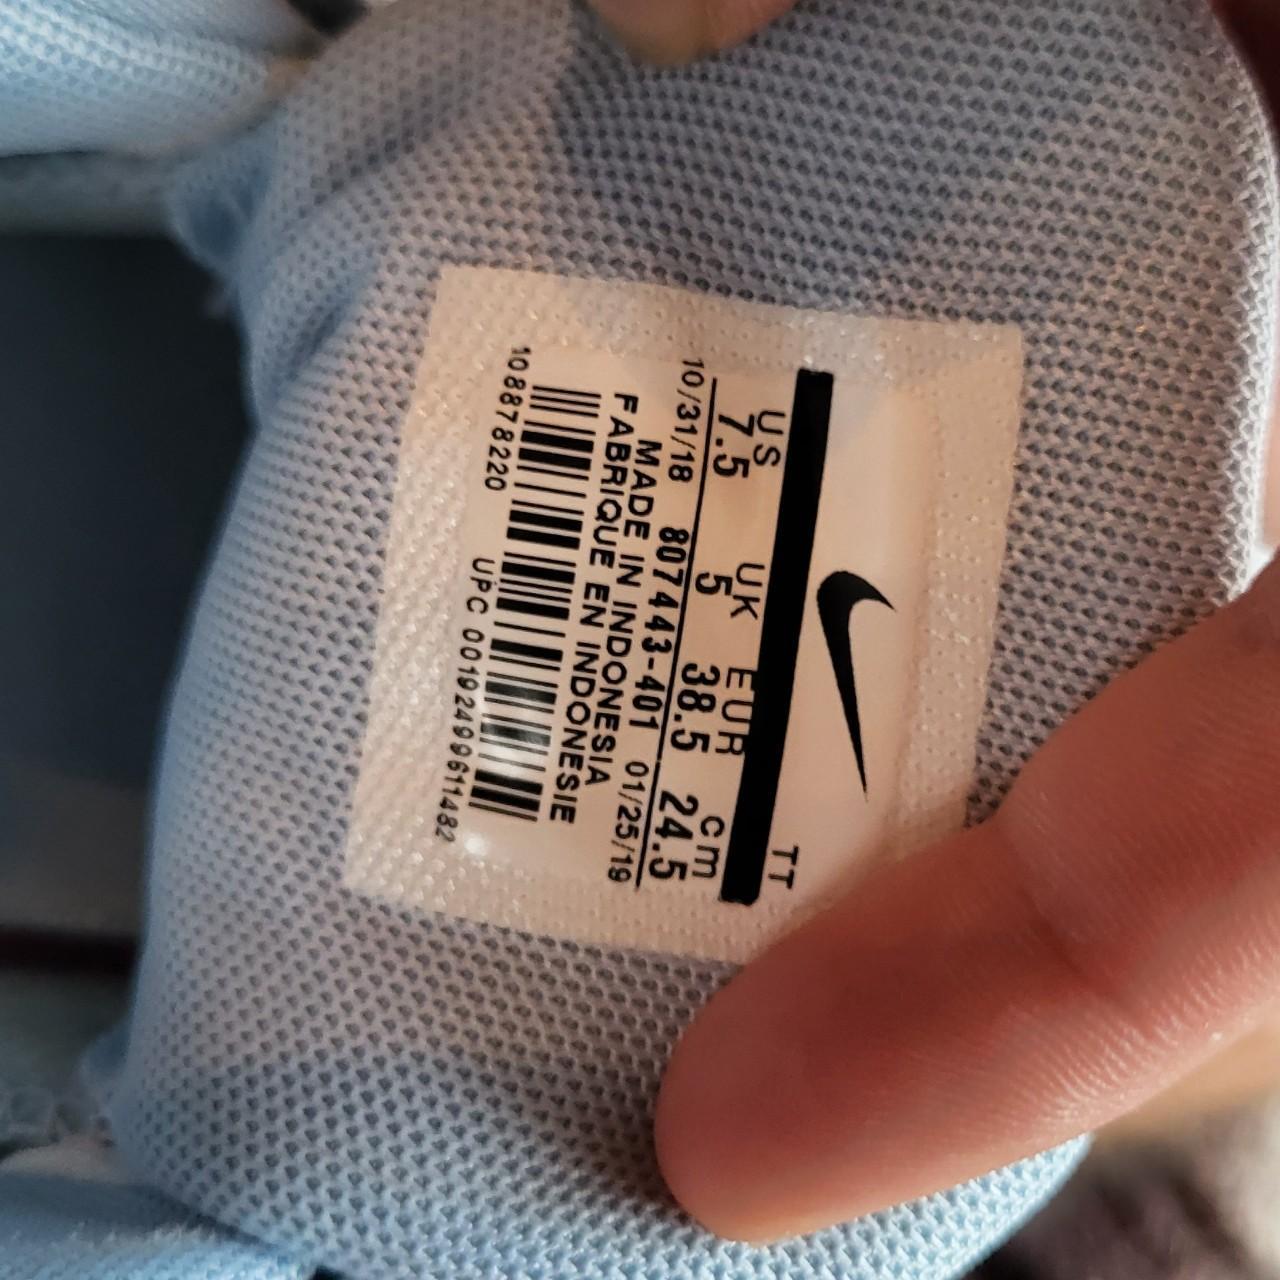 TT
US UK EUR cm
7.5 5 38.5 24.5
10/31/18 807443-401 01/25/19
MADE IN INDONESIA
FABRIQUE EN INDONESIE
108878220 UPC 00192499611482